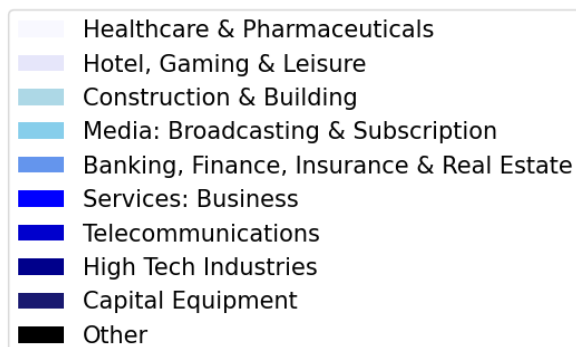 Healthcare & Pharmaceuticals
Hotel, Gaming & Leisure
Construction & Building
Media: Broadcasting & Subscription
Banking, Finance, Insurance & Real Estate
Services: Business
Telecommunications
High Tech Industries
Capital Equipment
Other